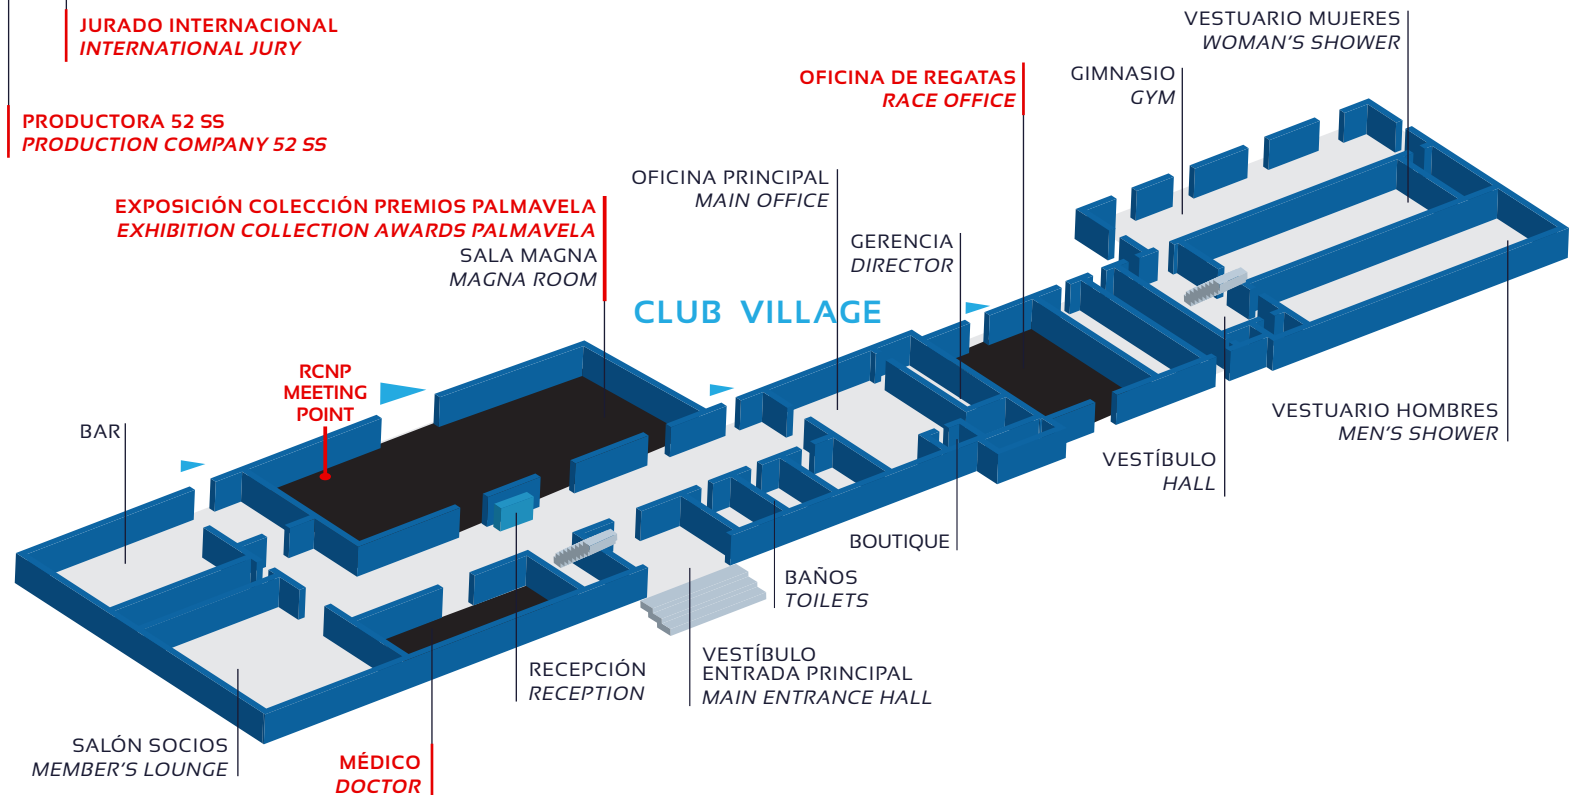 JURADO INTERNACIONAL
INTERNATIONAL JURY
PRODUCTORA 52 SS
PRODUCTION COMPANY 52 SS
VESTUARIO MUJERES
WOMAN'S SHOWER
GIMNASIO
GYM
OFICINA DE REGATAS
RACE OFFICE
OFICINA PRINCIPAL
MAIN OFFICE
EXPOSICIÓN COLECCIÓN PREMIOS PALMAVELA
EXHIBITION COLLECTION AWARDS PALMAVELA
SALA MAGNA
MAGNA ROOM
GERENCIA
DIRECTOR
CLUB VILLAGE
RCNP
MEETING
POINT
BAR
VESTUARIO HOMBRES
MEN'S SHOWER
VESTÍBULO
HALL
BOUTIQUE
BAÑOS
TOILETS
RECEPCIÓN
RECEPTION
VESTÍBULO
ENTRADA PRINCIPAL
MAIN ENTRANCE HALL
SALÓN SOCIOS
MEMBER'S LOUNGE
MÉDICO
DOCTOR